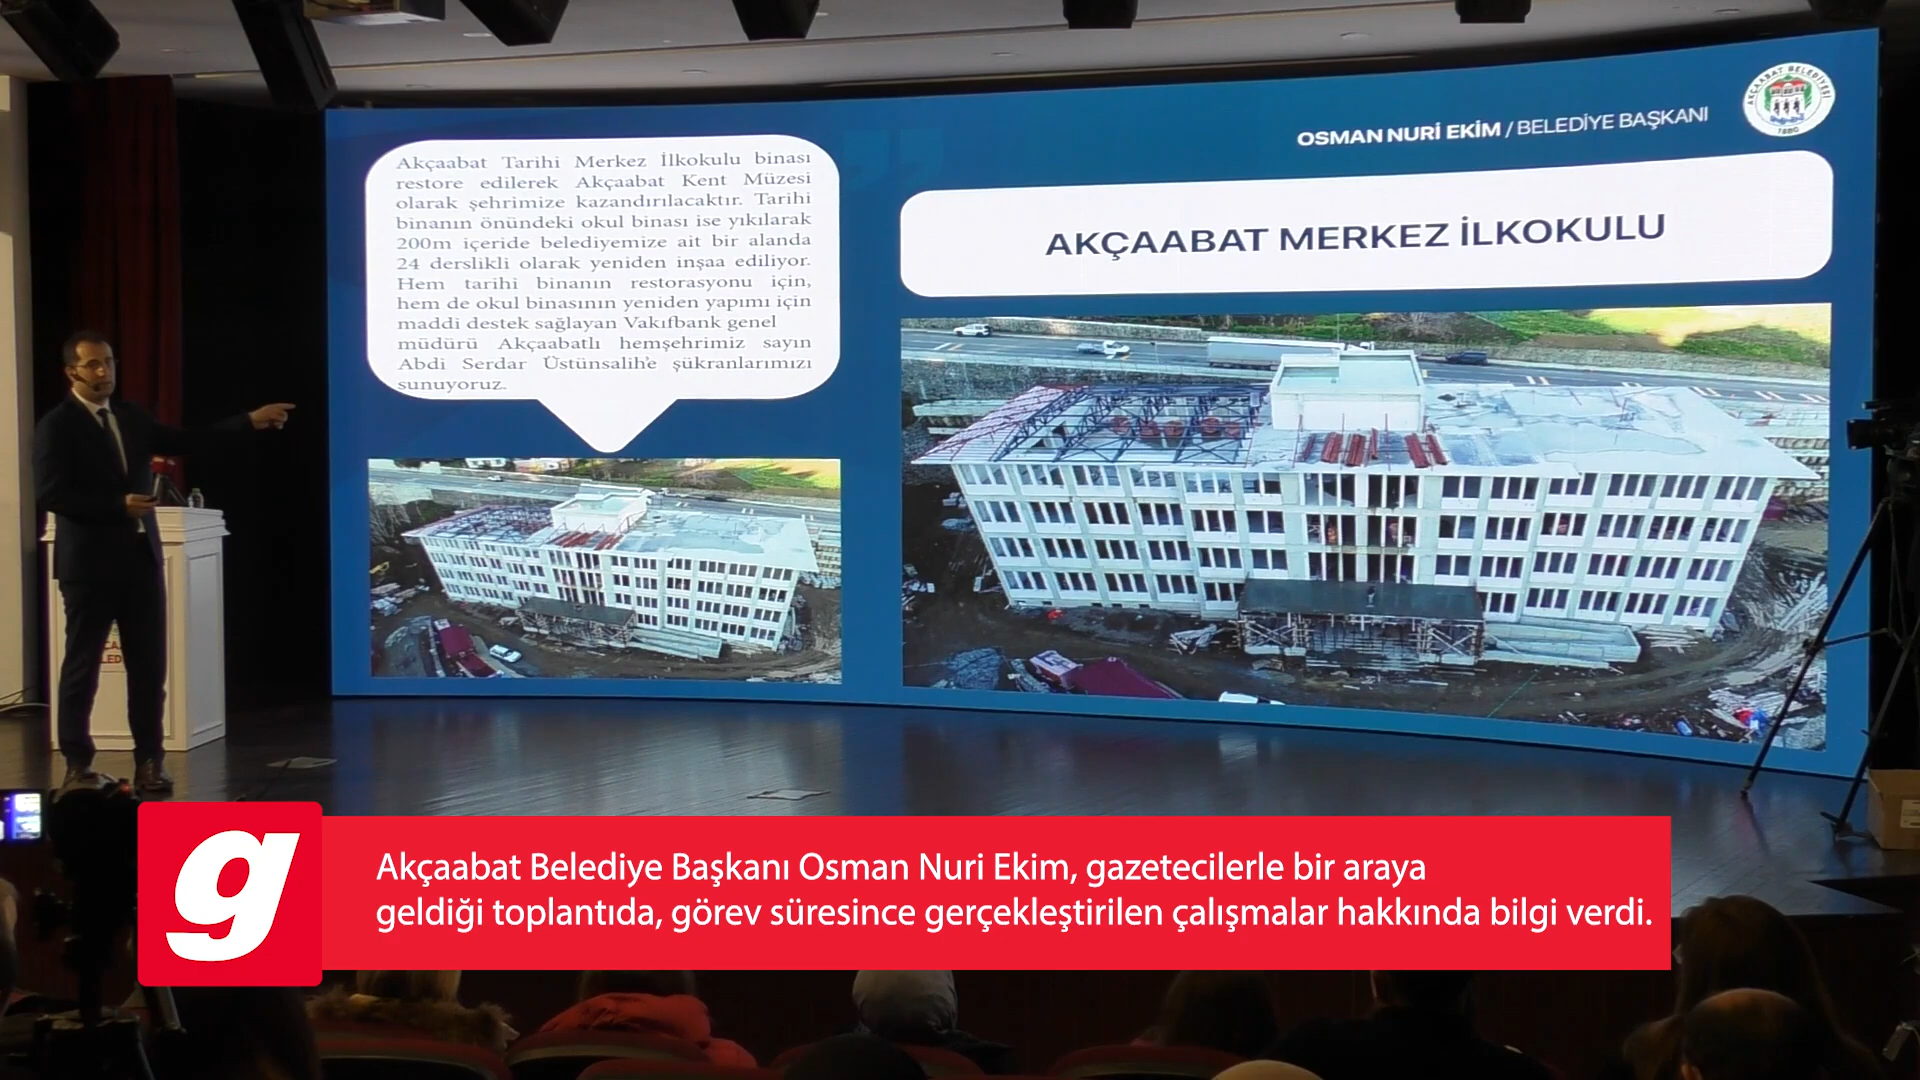 OSMAN NURİ EKİM / BELEDİYE BAŞKANI
AKÇAABAT BELEDİYESİ
1880
Akçaabat Tarihi Merkez İlkokulu binası
restore edilerek Akçaabat Kent Müzesi
olarak şehrimize kazandırılacaktır. Tarihi
binanın önündeki okul binası ise yıkılarak
200m içeride belediyemize ait bir alanda
24 derslikli olarak yeniden inşaa ediliyor.
Hem tarihi binanın restorasyonu için,
hem de okul binasının yeniden yapımı için
maddi destek sağlayan Vakıfbank genel
müdürü Akçaabatlı hemşehrimiz sayın
Abdi Serdar Üstünsalih'e şükranlarımızı
sunuyoruz.
AKÇAABAT MERKEZ İLKOKULU
g
Akçaabat Belediye Başkanı Osman Nuri Ekim, gazetecilerle bir araya
geldiği toplantıda, görev süresince gerçekleştirilen çalışmalar hakkında bilgi verdi.